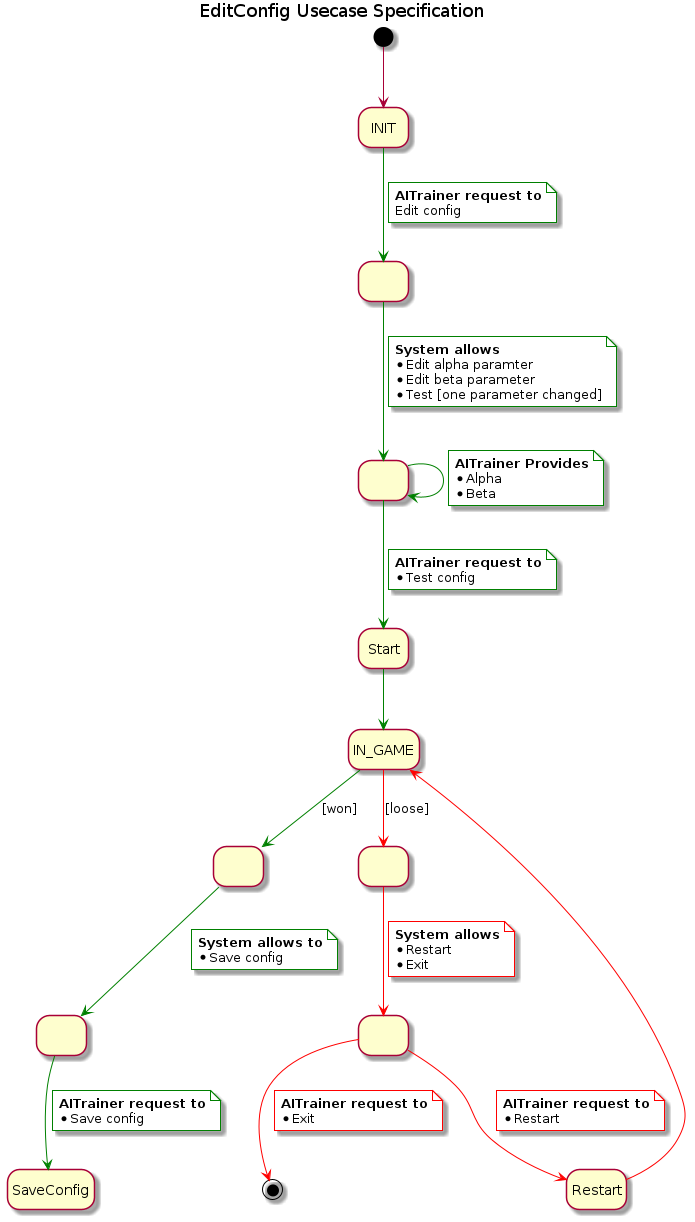 EditConfig Usecase Specification
INIT
AITrainer request to
Edit config
System allows
• Edit alpha paramter
• Edit beta parameter
• Test [one parameter changed]
AITrainer Provides
• Alpha
• Beta
AITrainer request to
• Test config
Start
IN_GAME
[won]
[loose]
System allows to
• Save config
System allows
• Restart
• Exit
AITrainer request to
• Save config
AITrainer request to
• Exit
AITrainer request to
• Restart
SaveConfig
Restart